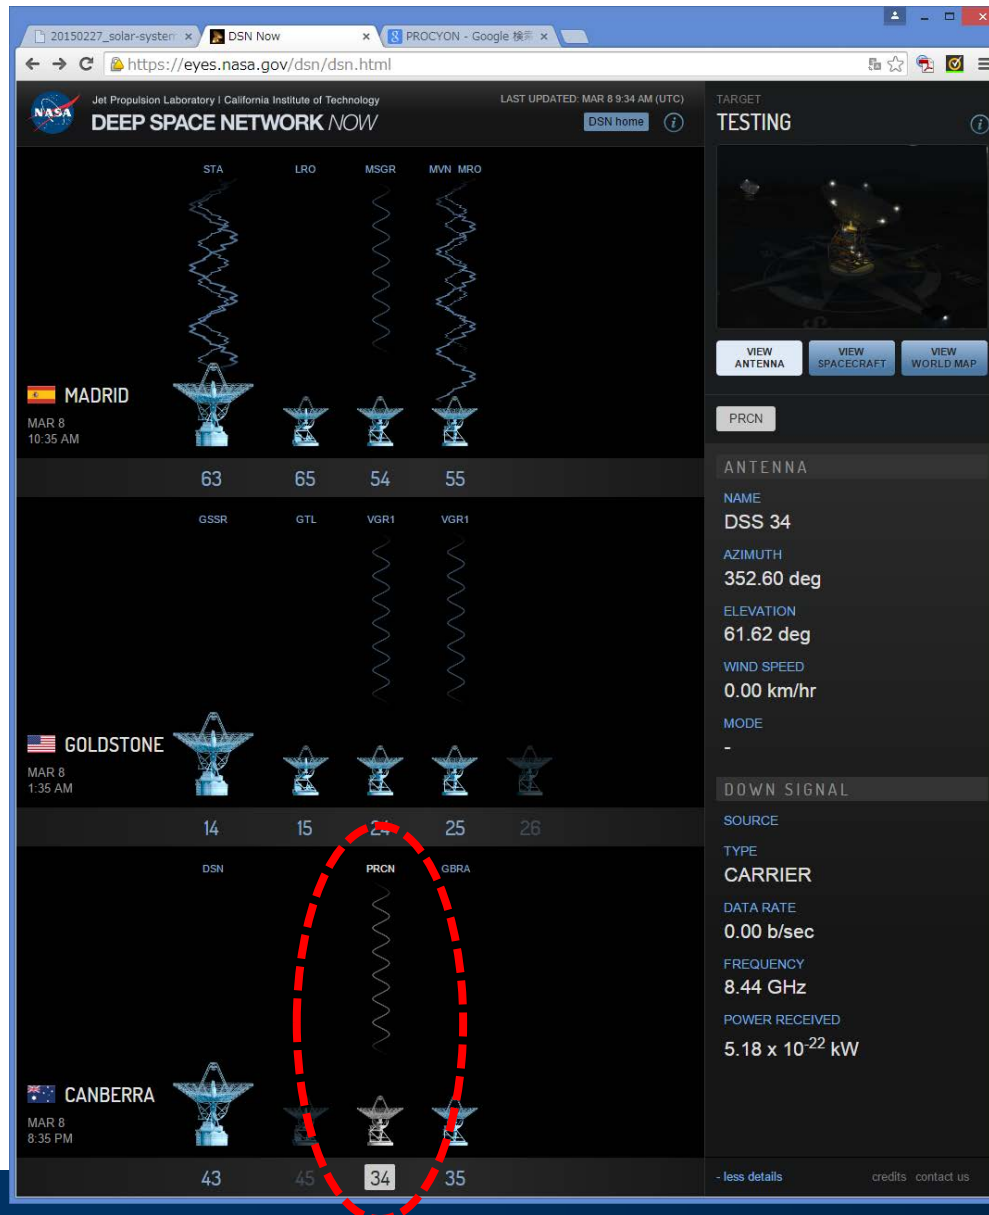 20150227_solar-system
DSN Now
PROCYON - Google 検索
https://eyes.nasa.gov/dsn/dsn.html
NASA
Jet Propulsion Laboratory | California Institute of Technology
DEEP SPACE NETWORK NOW
LAST UPDATED: MAR 8 9:34 AM (UTC)
DSN home
i
STA LRO MSGR MVN MRO
MADRID
MAR 8
10:35 AM
63 65 54 55
GSSR GTL VGR1 VGR1
GOLDSTONE
MAR 8
1:35 AM
14 15 24 25 26
DSN PRCN GBRA
CANBERRA
MAR 8
8:35 PM
43 45 34 35
TARGET
TESTING
i
VIEW ANTENNA
VIEW SPACECRAFT
VIEW WORLD MAP
PRCN
ANTENNA
NAME
DSS 34
AZIMUTH
352.60 deg
ELEVATION
61.62 deg
WIND SPEED
0.00 km/hr
MODE
-
DOWN SIGNAL
SOURCE
TYPE
CARRIER
DATA RATE
0.00 b/sec
FREQUENCY
8.44 GHz
POWER RECEIVED
5.18 x 10⁻²² kW
- less details
credits contact us